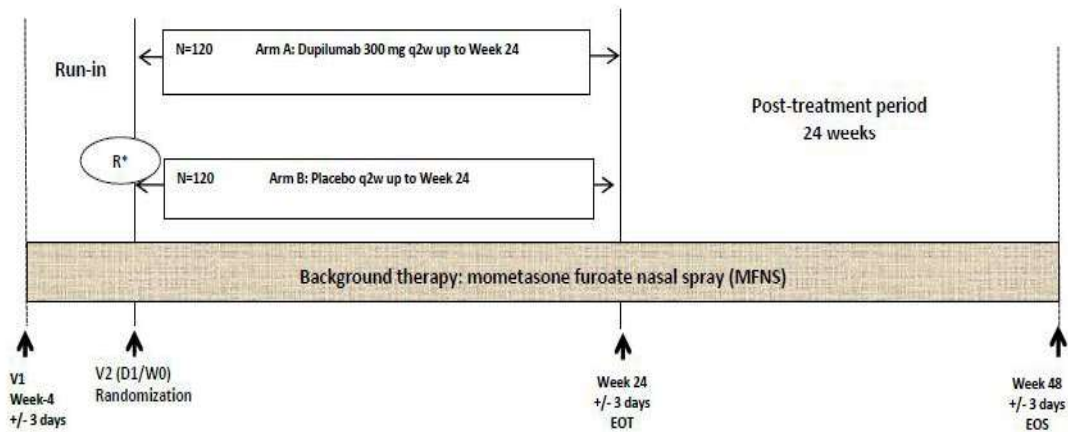 N=120 Arm A: Dupilumab 300 mg q2w up to Week 24
Run-in
Post-treatment period
24 weeks
R*
N=120 Arm B: Placebo q2w up to Week 24
Background therapy: mometasone furoate nasal spray (MFNS)
V1
Week-4
+/- 3 days
V2 (D1/W0)
Randomization
Week 24
+/- 3 days
EOT
Week 48
+/- 3 days
EOS